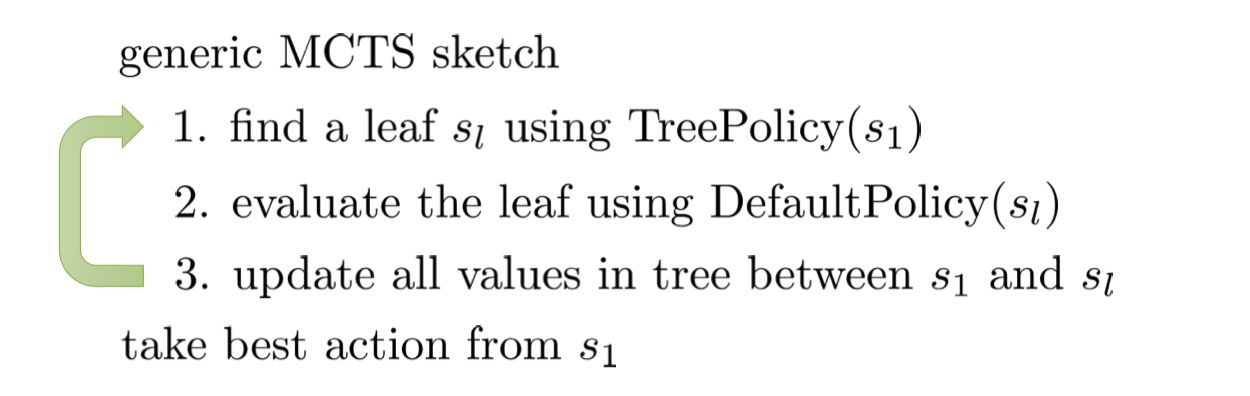 generic MCTS sketch
1. find a leaf s_l using TreePolicy(s_1)
2. evaluate the leaf using DefaultPolicy(s_l)
3. update all values in tree between s_1 and s_l
take best action from s_1